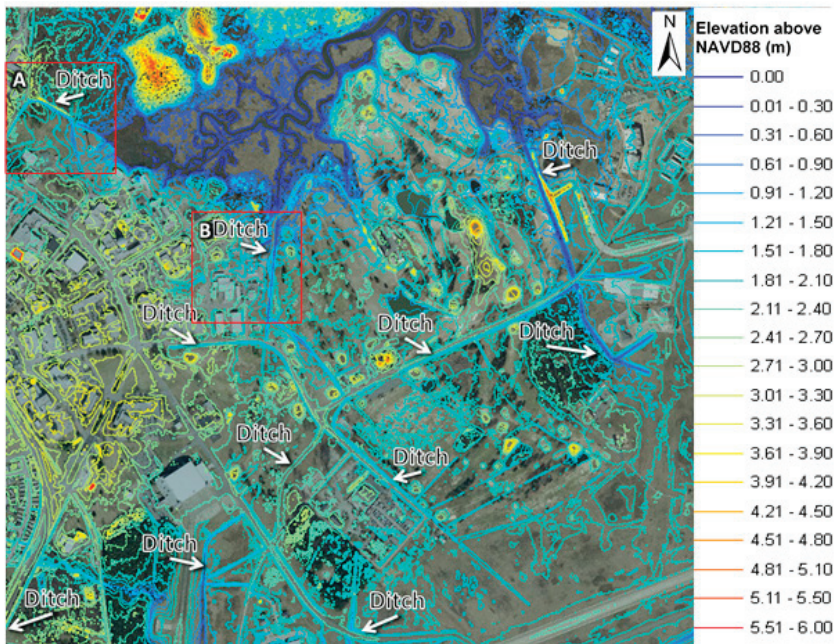 N
Elevation above
NAVD88 (m)
0.00
0.01 - 0.30
0.31 - 0.60
0.61 - 0.90
0.91 - 1.20
1.21 - 1.50
1.51 - 1.80
1.81 - 2.10
2.11 - 2.40
2.41 - 2.70
2.71 - 3.00
3.01 - 3.30
3.31 - 3.60
3.61 - 3.90
3.91 - 4.20
4.21 - 4.50
4.51 - 4.80
4.81 - 5.10
5.11 - 5.50
5.51 - 6.00
A
Ditch
Ditch
B
Ditch
Ditch
Ditch
Ditch
Ditch
Ditch
Ditch
Ditch
Ditch